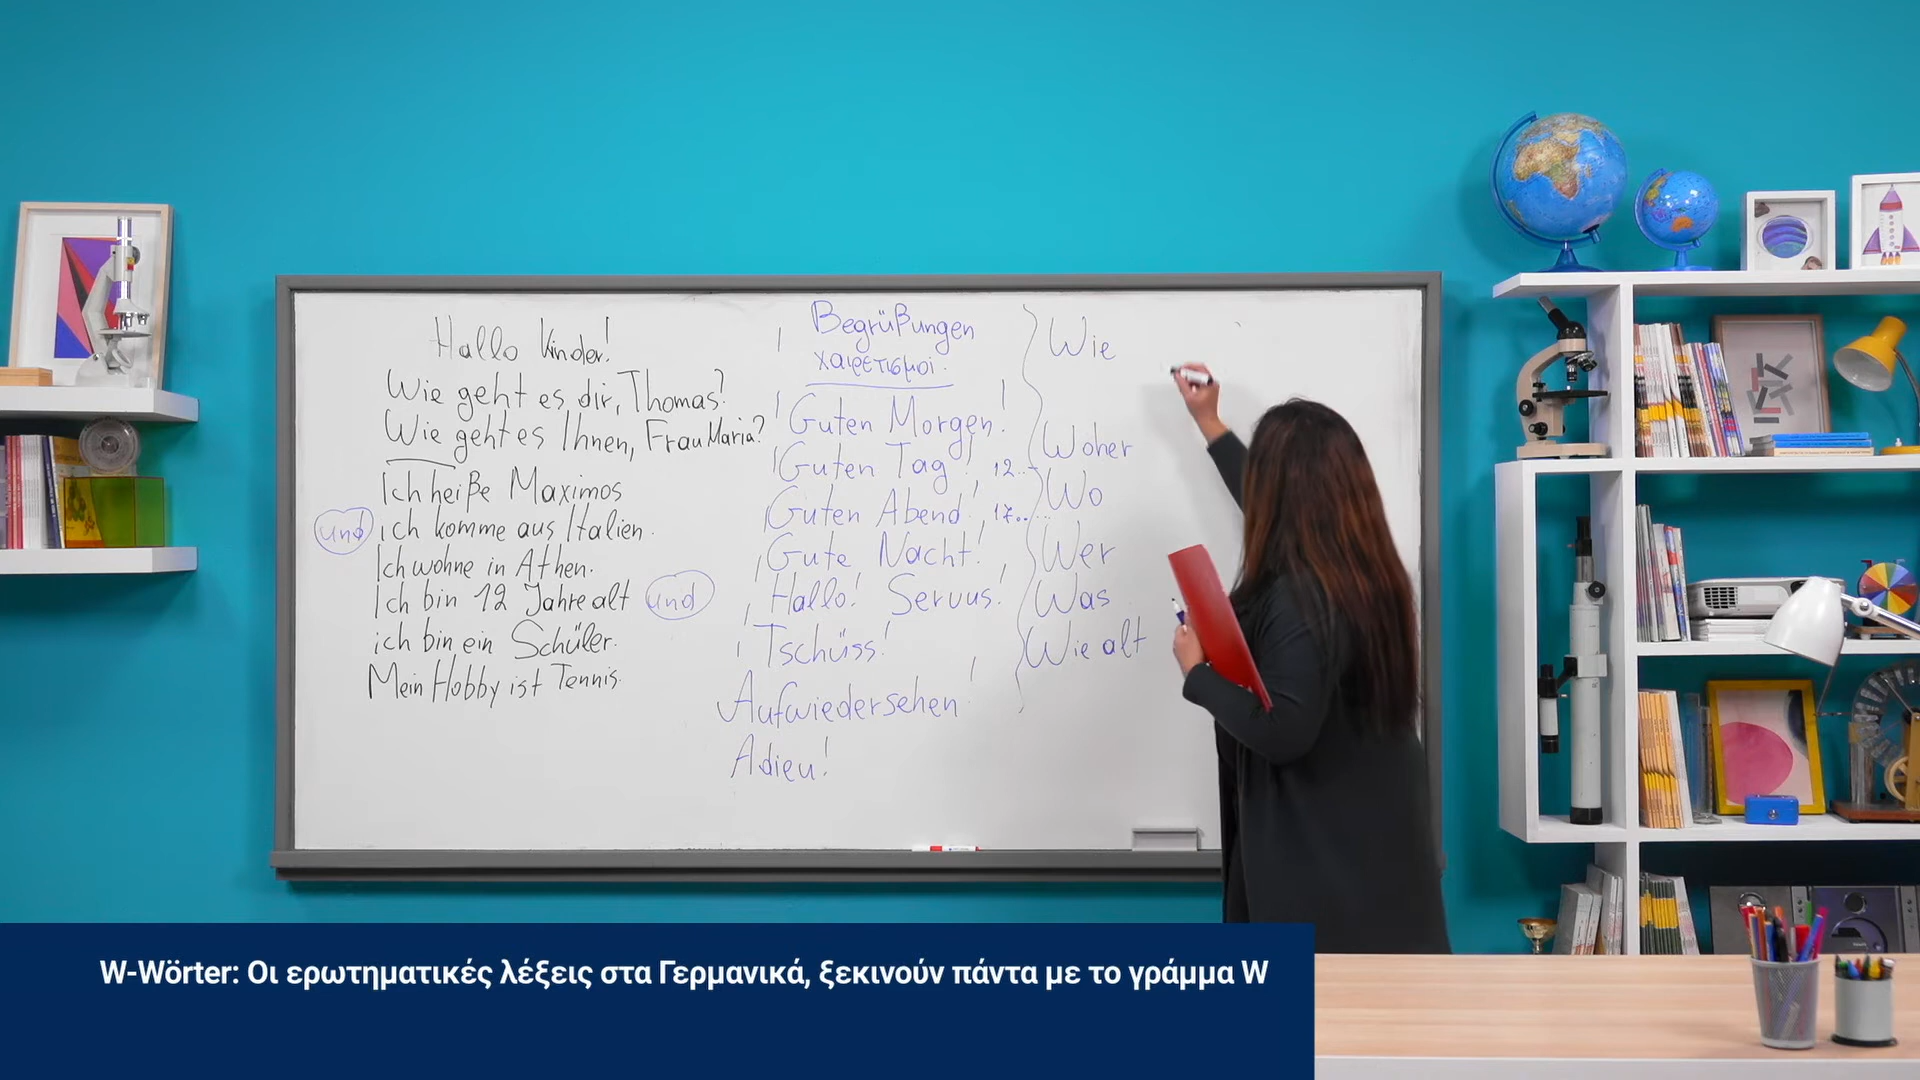 Hallo Kinder!
Wie geht es dir, Thomas?
Wie geht es Ihnen, Frau Maria?
Ich heiße Maximos
und ich komme aus Italien.
Ich wohne in Athen.
Ich bin 12 Jahre alt und
ich bin ein Schüler.
Mein Hobby ist Tennis.
Begrüßungen
χαιρετισμοί.
Guten Morgen!
Guten Tag! 12..
Guten Abend! 17..
Gute Nacht!
Hallo! Servus!
Tschüss!
Aufwiedersehen!
Adieu!
Wie
Woher
Wo
Wer
Was
Wie alt
W-Wörter: Οι ερωτηματικές λέξεις στα Γερμανικά, ξεκινούν πάντα με το γράμμα W